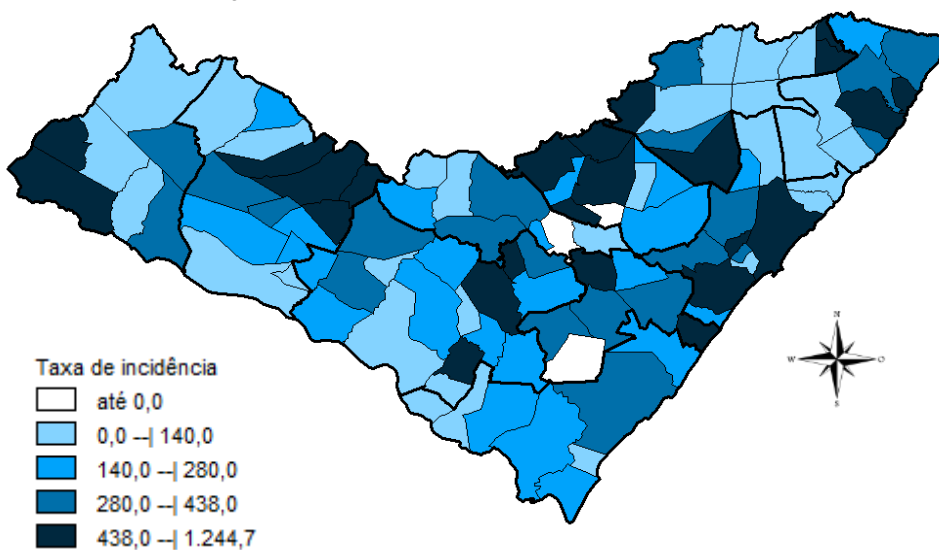 N
W
O
S
Taxa de incidência
até 0,0
0,0 --| 140,0
140,0 --| 280,0
280,0 --| 438,0
438,0 --| 1.244,7